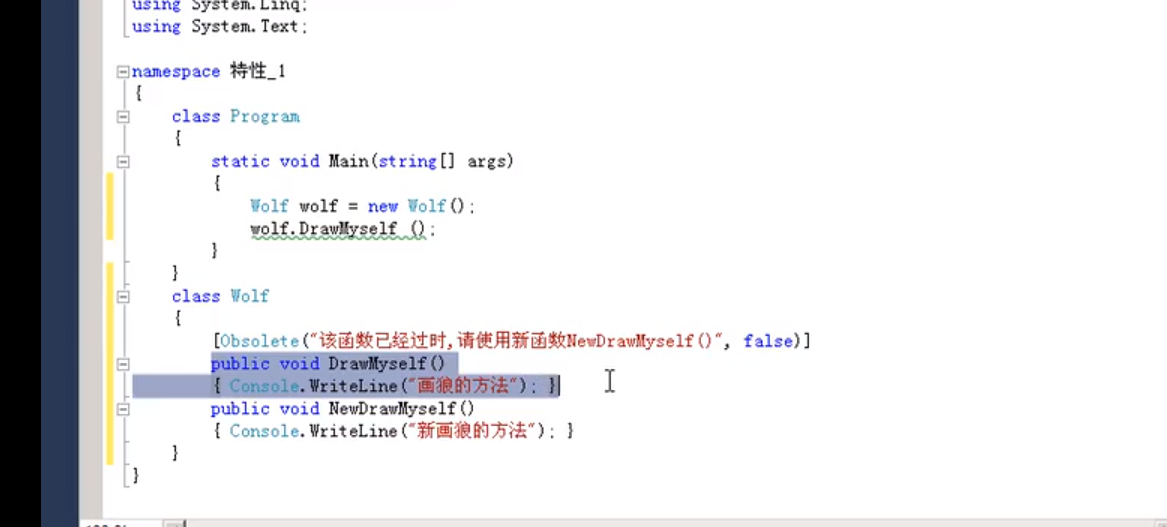 using System.Linq;
using System.Text;
namespace 特性_1
{
class Program
{
static void Main(string[] args)
{
Wolf wolf = new Wolf();
wolf.DrawMyself ();
}
}
class Wolf
{
[Obsolete("该函数已经过时,请使用新函数NewDrawMyself()", false)]
public void DrawMyself()
{ Console.WriteLine("画狼的方法"); }
public void NewDrawMyself()
{ Console.WriteLine("新画狼的方法"); }
}
}